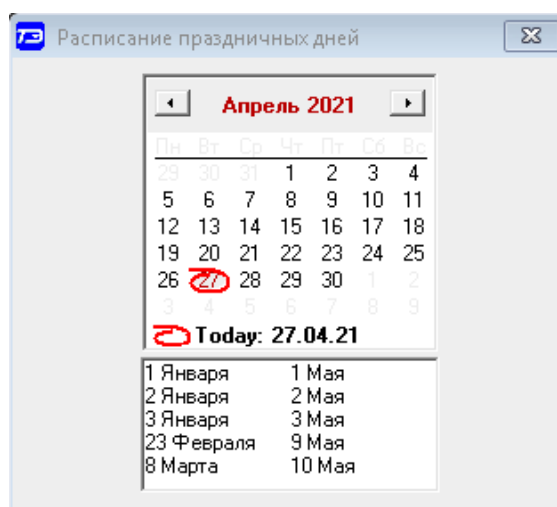 ТЭ Расписание праздничных дней
Апрель 2021
Пн Вт Ср Чт Пт Сб Вс
29 30 31 1 2 3 4
5 6 7 8 9 10 11
12 13 14 15 16 17 18
19 20 21 22 23 24 25
26 27 28 29 30 1 2
3 4 5 6 7 8 9
Today: 27.04.21
1 Января 1 Мая
2 Января 2 Мая
3 Января 3 Мая
23 Февраля 9 Мая
8 Марта 10 Мая